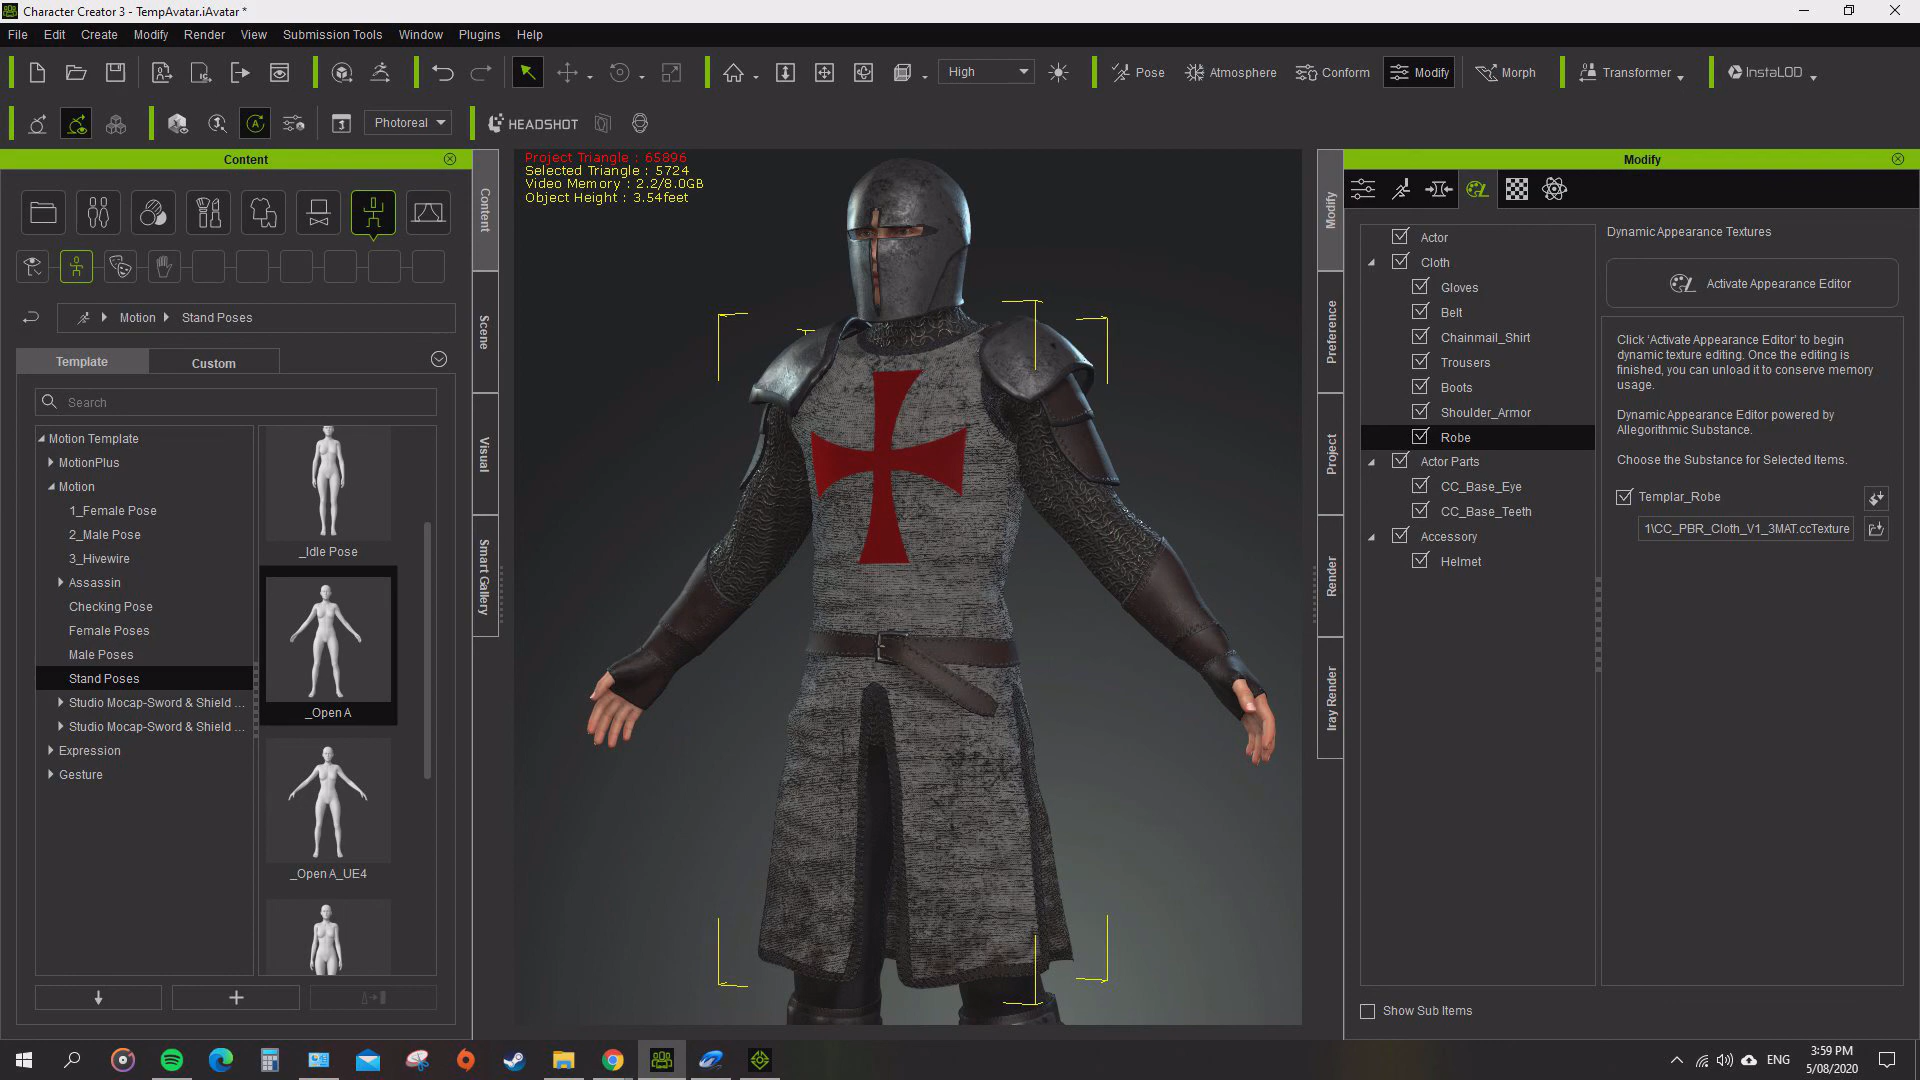 Character Creator 3 - TempAvatar.iAvatar *
File Edit Create Modify Render View Submission Tools Window Plugins Help
High
Pose Atmosphere Conform Modify Morph Transformer InstaLOD
Photoreal
HEADSHOT
Content
Motion Stand Poses
Template Custom
Search
Motion Template
MotionPlus
Motion
1_Female Pose
2_Male Pose
3_Hivewire
Assassin
Checking Pose
Female Poses
Male Poses
Stand Poses
Studio Mocap-Sword & Shield ...
Studio Mocap-Sword & Shield ...
Expression
Gesture
_Idle Pose
_Open A
_Open A_UE4
Content
Scene
Visual
Smart Gallery
Project Triangle : 65896
Selected Triangle : 5724
Video Memory : 2.2/8.0GB
Object Height : 3.54feet
Modify
Preference
Project
Render
Iray Render
Modify
Actor
Cloth
Gloves
Belt
Chainmail_Shirt
Trousers
Boots
Shoulder_Armor
Robe
Actor Parts
CC_Base_Eye
CC_Base_Teeth
Accessory
Helmet
Show Sub Items
Dynamic Appearance Textures
Activate Appearance Editor
Click 'Activate Appearance Editor' to begin
dynamic texture editing. Once the editing is
finished, you can unload it to conserve memory
usage.
Dynamic Appearance Editor powered by
Allegorithmic Substance.
Choose the Substance for Selected Items.
Templar_Robe
1\CC_PBR_Cloth_V1_3MAT.ccTexture
ENG
3:59 PM
5/08/2020